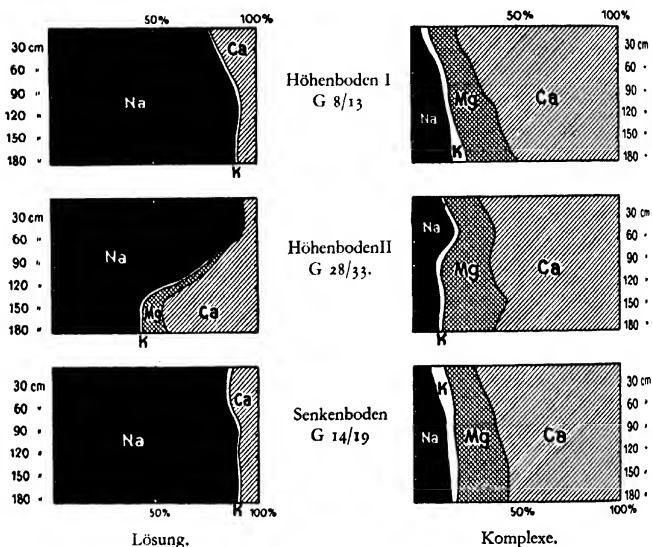 50% 100%
Ca
Na
30 cm
60 "
90 "
120 "
150 "
180 "
K
Höhenboden I
G 8/13
50% 100%
Na
K
Mg
Ca
30 cm
60 "
90 "
120 "
150 "
180 "
30 cm
60 "
90 "
120 "
150 "
180 "
Na
Mg
Ca
K
Höhenboden II
G 28/33.
Na
Mg
Ca
K
30 cm
60 "
90 "
120 "
150 "
180 "
30 cm
60 "
90 "
120 "
150 "
180 "
Ca
Na
K
50% 100%
Lösung.
Senkenboden
G 14/19
K
Na
Mg
Ca
30 cm
60 "
90 "
120 "
150 "
180 "
50% 100%
Komplexe.